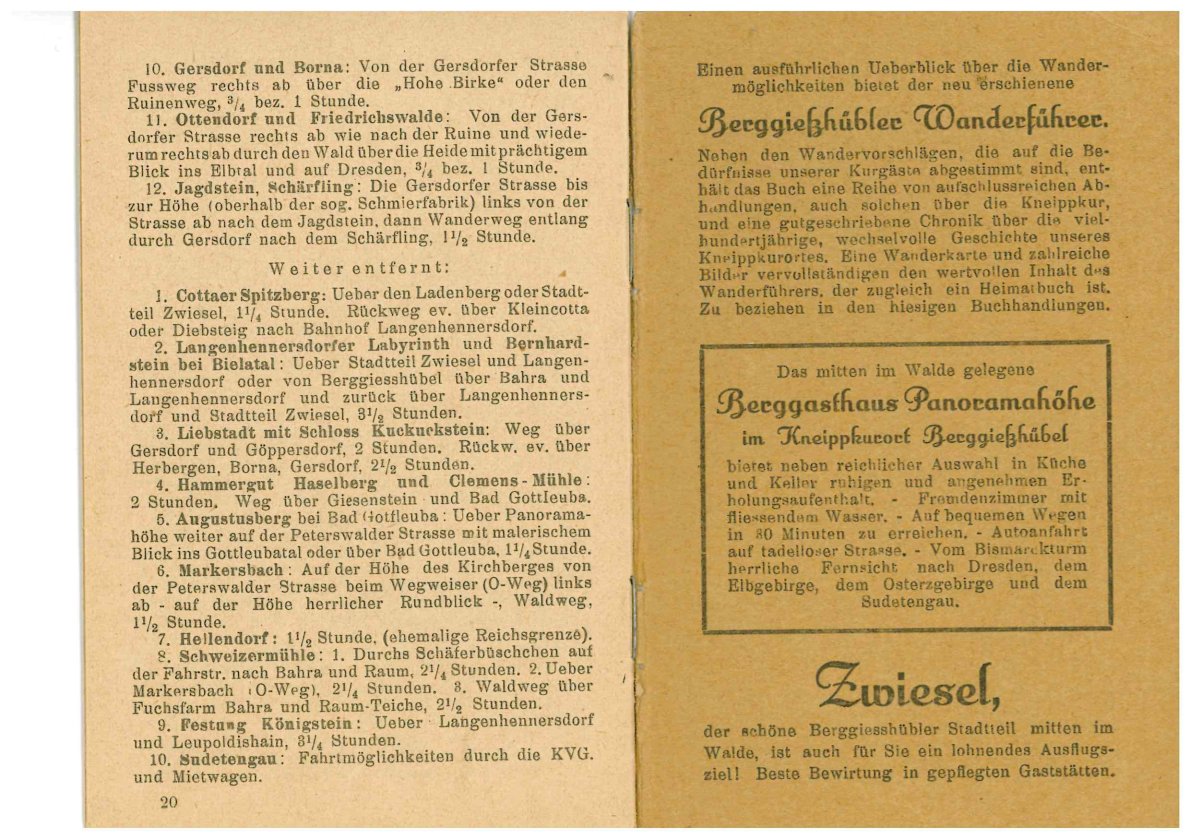 10. Gersdorf und Borna: Von der Gersdorfer Strasse
Fussweg rechts ab über die „Hohe Birke“ oder den
Ruinenweg, 3/4 bez. 1 Stunde.
11. Ottendorf und Friedrichswalde: Von der Gers-
dorfer Strasse rechts ab wie nach der Ruine und wiede-
rum rechts ab durch den Wald über die Heide mit prächtigem
Blick ins Elbtal und auf Dresden, 3/4 bez. 1 Stunde.
12. Jagdstein, Schärfling: Die Gersdorfer Strasse bis
zur Höhe (oberhalb der sog. Schmierfabrik) links von der
Strasse ab nach dem Jagdstein, dann Wanderweg entlang
durch Gersdorf nach dem Schärfling, 1 1/2 Stunde.
Weiter entfernt:
1. Cottaer Spitzberg: Ueber den Ladenberg oder Stadt-
teil Zwiesel, 1 1/4 Stunde. Rückweg ev. über Kleincotta
oder Diebsteig nach Bahnhof Langenhennersdorf.
2. Langenhennersdorfer Labyrinth und Bernhard-
stein bei Bielatal: Ueber Stadtteil Zwiesel und Langen-
hennersdorf oder von Berggiesshübel über Bahra und
Langenhennersdorf und zurück über Langenhenners-
dorf und Stadtteil Zwiesel, 3 1/2 Stunden.
3. Liebstadt mit Schloss Kuckuckstein: Weg über
Gersdorf und Göppersdorf, 2 Stunden. Rückw. ev. über
Herbergen, Borna, Gersdorf, 2 1/2 Stunden.
4. Hammergut Haselberg und Clemens-Mühle:
2 Stunden. Weg über Giesenstein und Bad Gottleuba.
5. Augustusberg bei Bad Gottleuba: Ueber Panorama-
höhe weiter auf der Peterswalder Strasse mit malerischem
Blick ins Gottleubatal oder über Bad Gottleuba, 1 1/4 Stunde.
6. Markersbach: Auf der Höhe des Kirchberges von
der Peterswalder Strasse beim Wegweiser (O-Weg) links
ab - auf der Höhe herrlicher Rundblick -, Waldweg,
1 1/2 Stunde.
7. Hellendorf: 1 1/2 Stunde. (ehemalige Reichsgrenze).
8. Schweizermühle: 1. Durchs Schäferbüschchen auf
der Fahrstr. nach Bahra und Raum, 2 1/4 Stunden. 2. Ueber
Markersbach (O-Weg), 2 1/4 Stunden. 3. Waldweg über
Fuchsfarm Bahra und Raum-Teiche, 2 1/2 Stunden.
9. Festung Königstein: Ueber Langenhennersdorf
und Leupoldishain, 3 1/4 Stunden.
10. Sudetengau: Fahrtmöglichkeiten durch die KVG.
und Mietwagen.
20
Einen ausführlichen Ueberblick über die Wander-
möglichkeiten bietet der neu erschienene
Berggießhübler Wanderführer.
Neben den Wandervorschlägen, die auf die Be-
dürfnisse unserer Kurgäste abgestimmt sind, ent-
hält das Buch eine Reihe von aufschlussreichen Ab-
handlungen, auch solchen über die Kneippkur,
und eine gutgeschriebene Chronik über die viel-
hundertjährige, wechselvolle Geschichte unseres
Kneippkurortes. Eine Wanderkarte und zahlreiche
Bilder vervollständigen den wertvollen Inhalt des
Wanderführers, der zugleich ein Heimatbuch ist.
Zu beziehen in den hiesigen Buchhandlungen.
Das mitten im Walde gelegene
Berggasthaus Panoramahöhe
im Kneippkurort Berggießhübel
bietet neben reichlicher Auswahl in Küche
und Keller ruhigen und angenehmen Er-
holungsaufenthalt. - Fremdenzimmer mit
fliessendem Wasser. - Auf bequemen Wegen
in 30 Minuten zu erreichen. - Autoanfahrt
auf tadelloser Strasse. - Vom Bismarckturm
herrliche Fernsicht nach Dresden, dem
Elbgebirge, dem Osterzgebirge und dem
Sudetengau.
Zwiesel,
der schöne Berggiesshübler Stadtteil mitten im
Walde, ist auch für Sie ein lohnendes Ausflugs-
ziel! Beste Bewirtung in gepflegten Gaststätten.